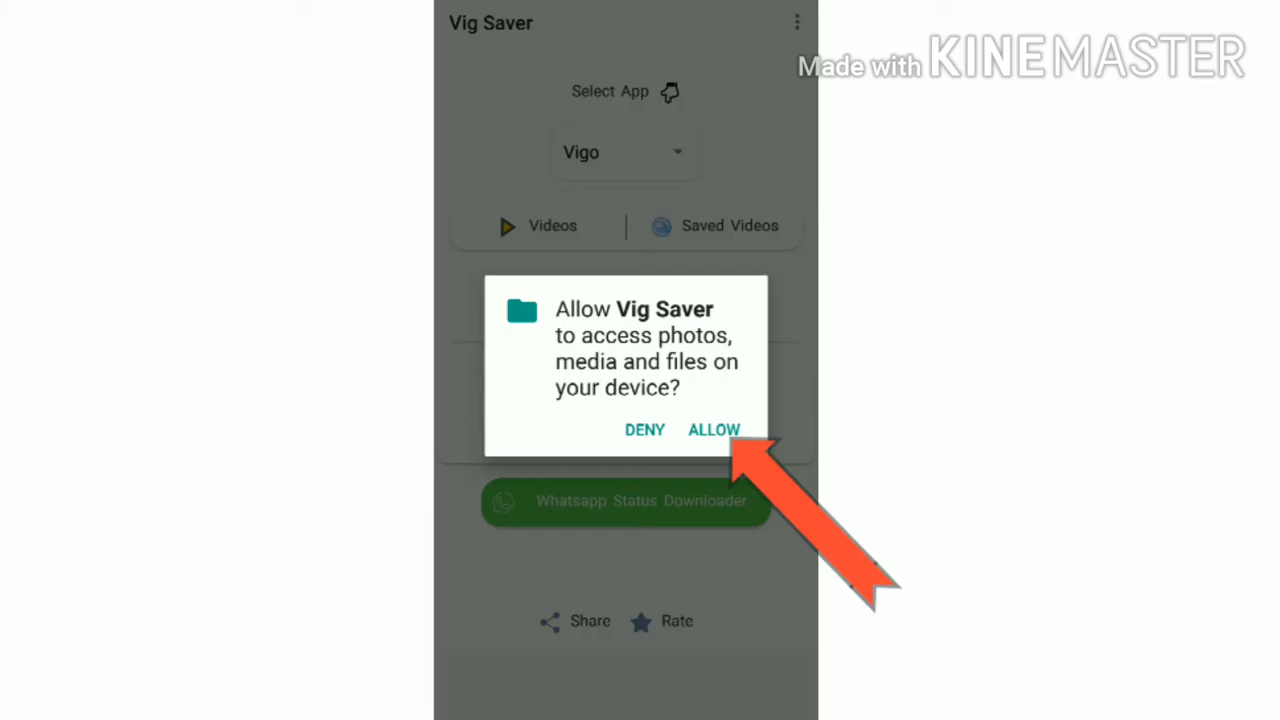 Vig Saver
Made with KINEMASTER
Select App
Vigo
Videos
Saved Videos
Allow Vig Saver
to access photos,
media and files on
your device?
DENY
ALLOW
Whatsapp Status Downloader
Share
Rate